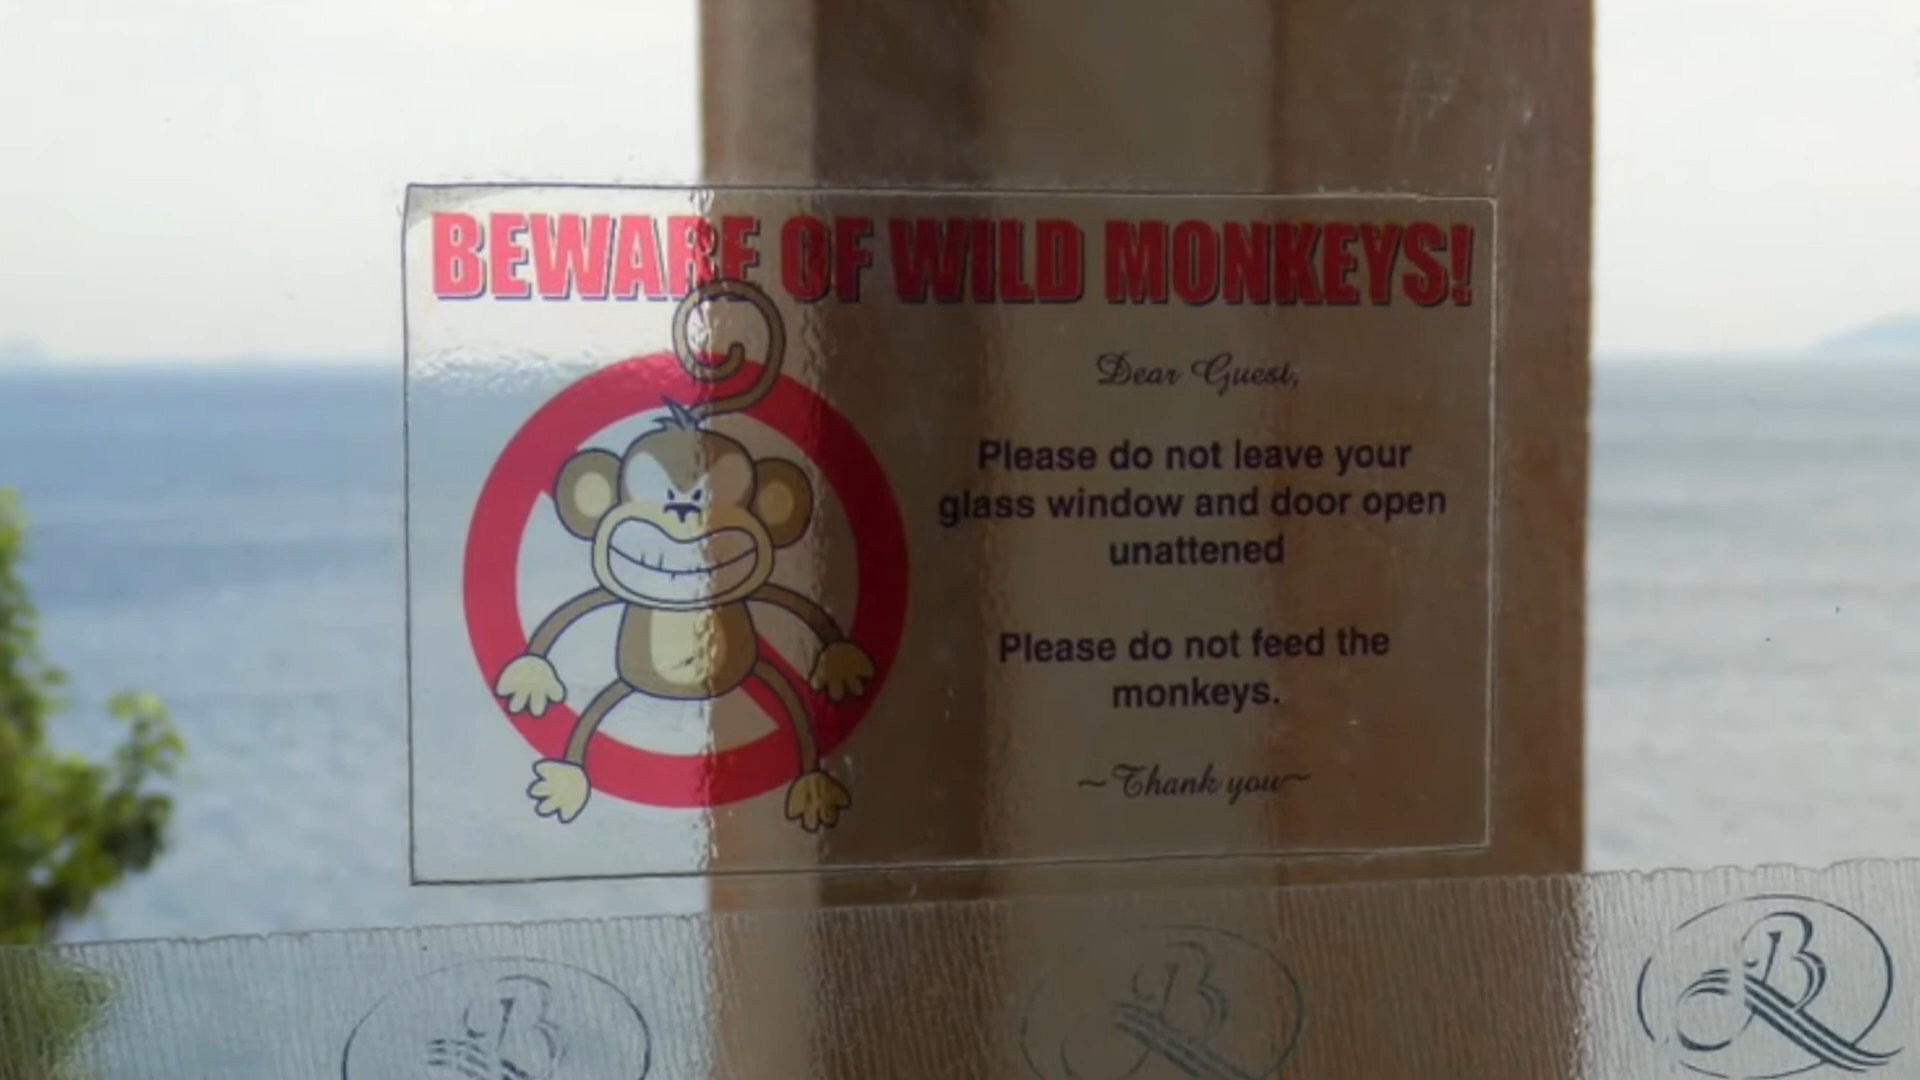 BEWARE OF WILD MONKEYS!
Dear Guest,
Please do not leave your
glass window and door open
unattened
Please do not feed the
monkeys.
~Thank you~